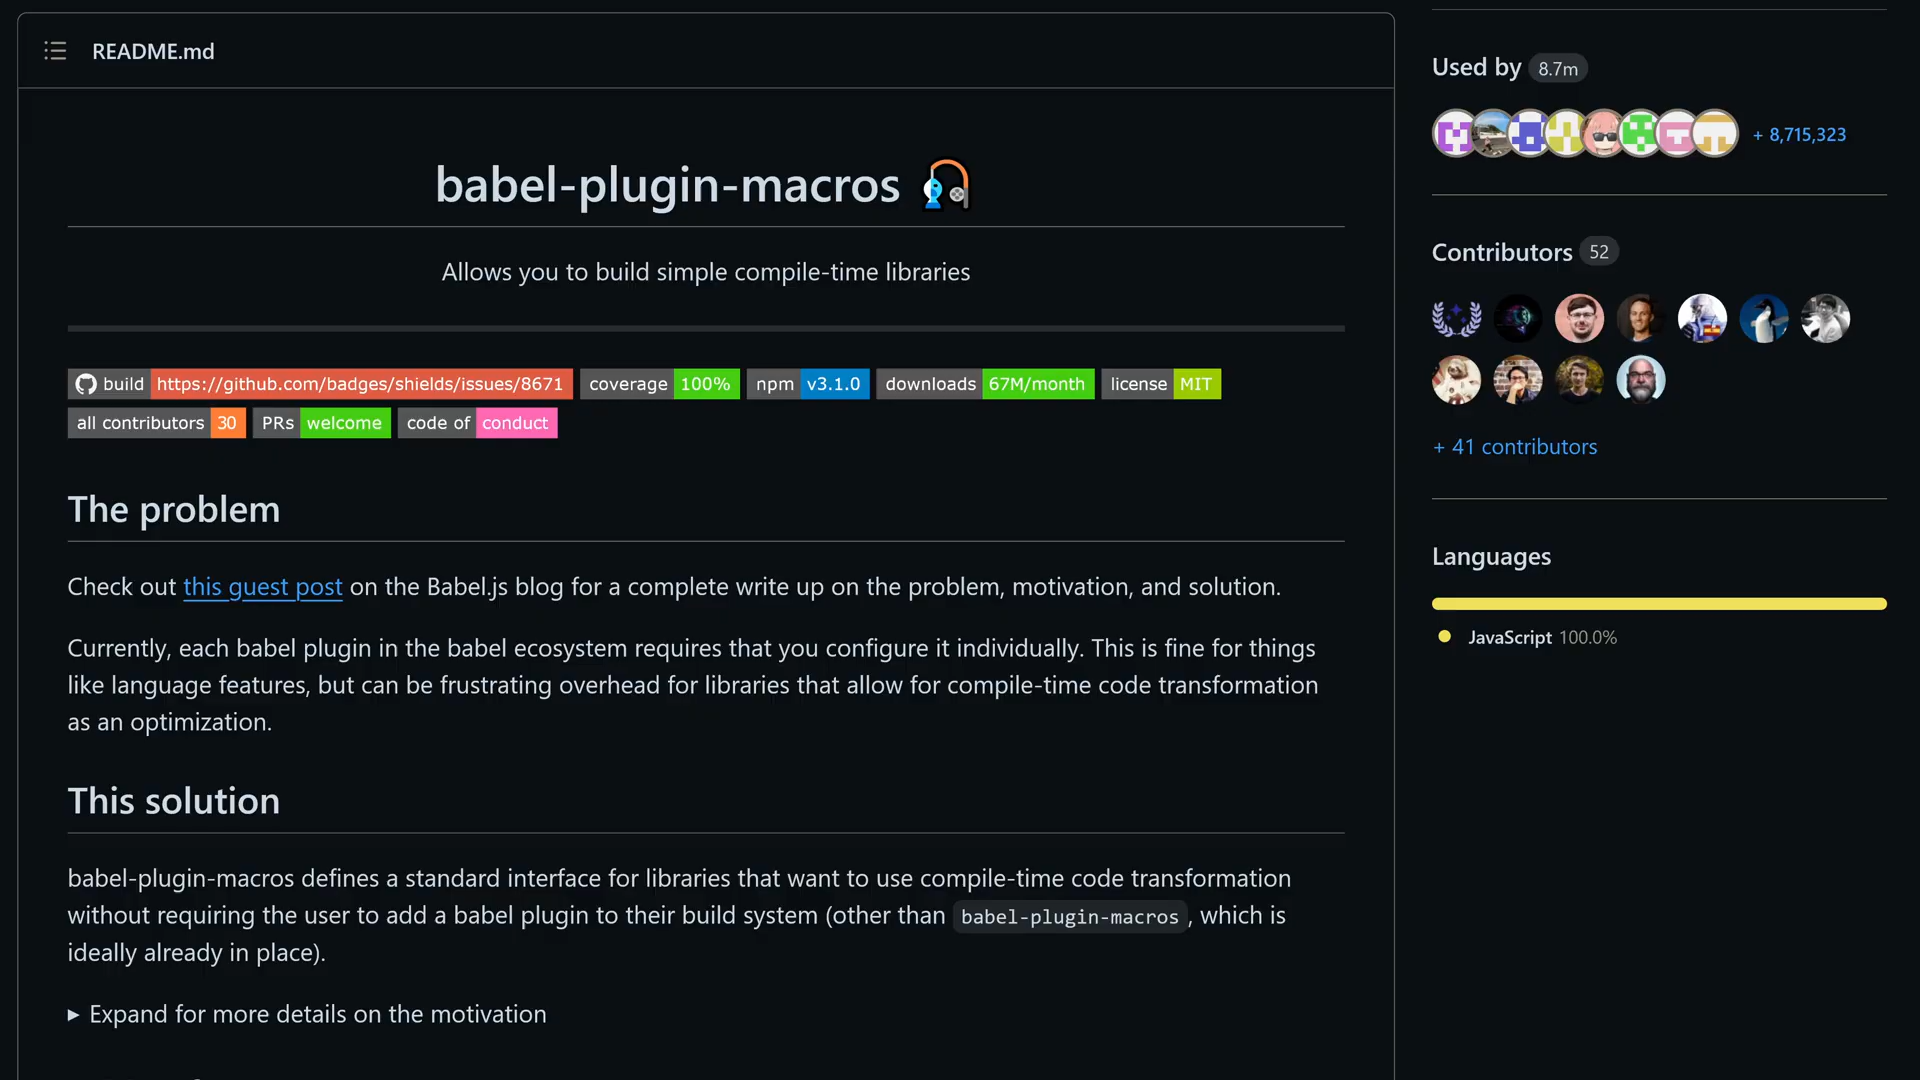 README.md
babel-plugin-macros
Allows you to build simple compile-time libraries
build https://github.com/badges/shields/issues/8671 coverage 100% npm v3.1.0 downloads 67M/month license MIT
all contributors 30 PRs welcome code of conduct
The problem
Check out this guest post on the Babel.js blog for a complete write up on the problem, motivation, and solution.
Currently, each babel plugin in the babel ecosystem requires that you configure it individually. This is fine for things
like language features, but can be frustrating overhead for libraries that allow for compile-time code transformation
as an optimization.
This solution
babel-plugin-macros defines a standard interface for libraries that want to use compile-time code transformation
without requiring the user to add a babel plugin to their build system (other than babel-plugin-macros, which is
ideally already in place).
Expand for more details on the motivation
Used by 8.7m
+ 8,715,323
Contributors 52
+ 41 contributors
Languages
JavaScript 100.0%